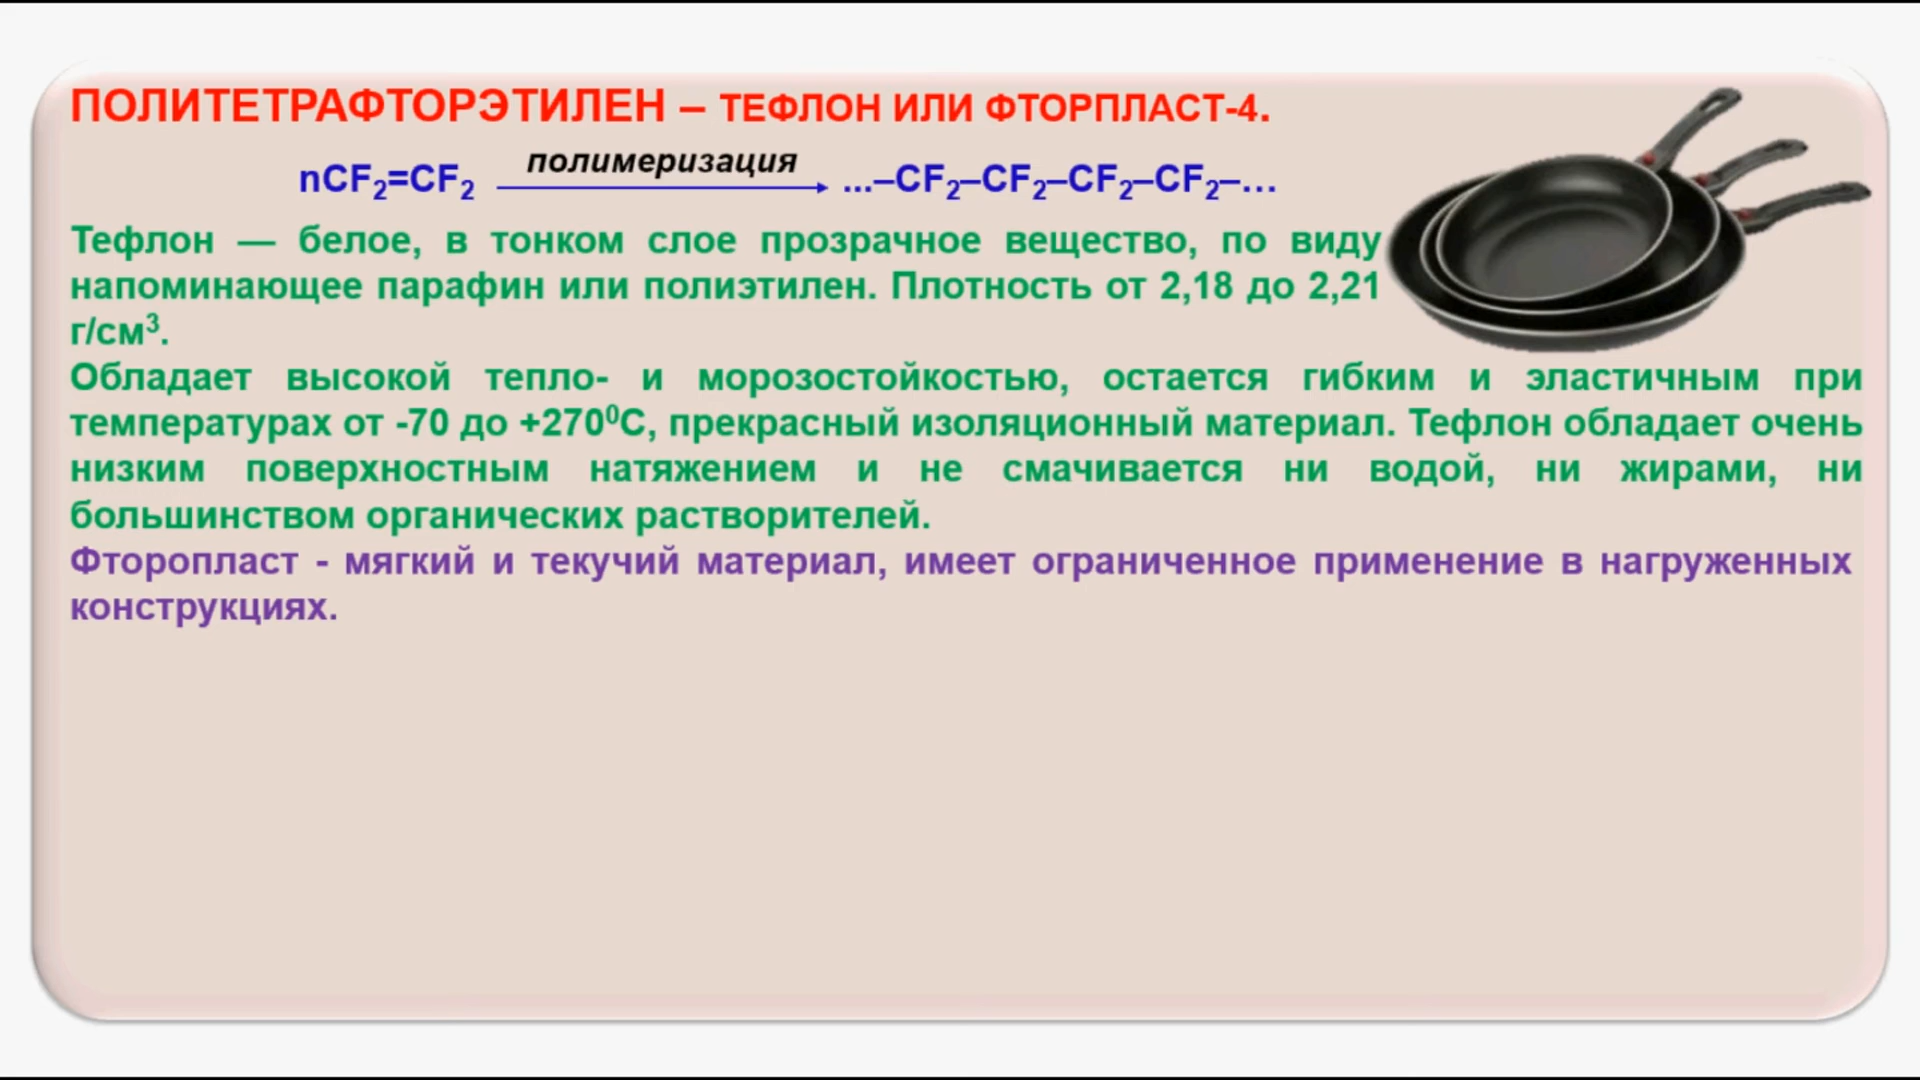 ПОЛИТЕТРАФТОРЭТИЛЕН – ТЕФЛОН ИЛИ ФТОРПЛАСТ-4.
полимеризация
nCF₂=CF₂ → ...–CF₂–CF₂–CF₂–CF₂–…
Тефлон — белое, в тонком слое прозрачное вещество, по виду
напоминающее парафин или полиэтилен. Плотность от 2,18 до 2,21
г/см³.
Обладает высокой тепло- и морозостойкостью, остается гибким и эластичным при
температурах от -70 до +270⁰С, прекрасный изоляционный материал. Тефлон обладает очень
низким поверхностным натяжением и не смачивается ни водой, ни жирами, ни
большинством органических растворителей.
Фторопласт - мягкий и текучий материал, имеет ограниченное применение в нагруженных
конструкциях.